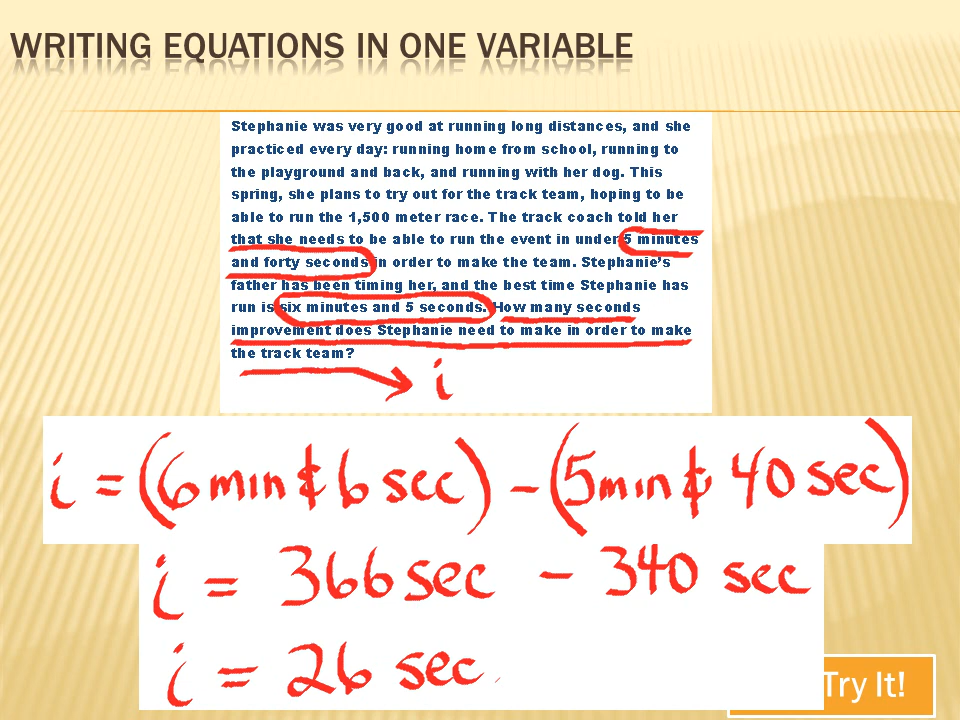 WRITING EQUATIONS IN ONE VARIABLE
Stephanie was very good at running long distances, and she
practiced every day: running home from school, running to
the playground and back, and running with her dog. This
spring, she plans to try out for the track team, hoping to be
able to run the 1,500 meter race. The track coach told her
that she needs to be able to run the event in under 5 minutes
and forty seconds in order to make the team. Stephanie's
father has been timing her, and the best time Stephanie has
run is six minutes and 5 seconds. How many seconds
improvement does Stephanie need to make in order to make
the track team?
i
i = (6 min & 6 sec) - (5 min & 40 sec)
i = 366 sec - 340 sec
i = 26 sec
Try It!